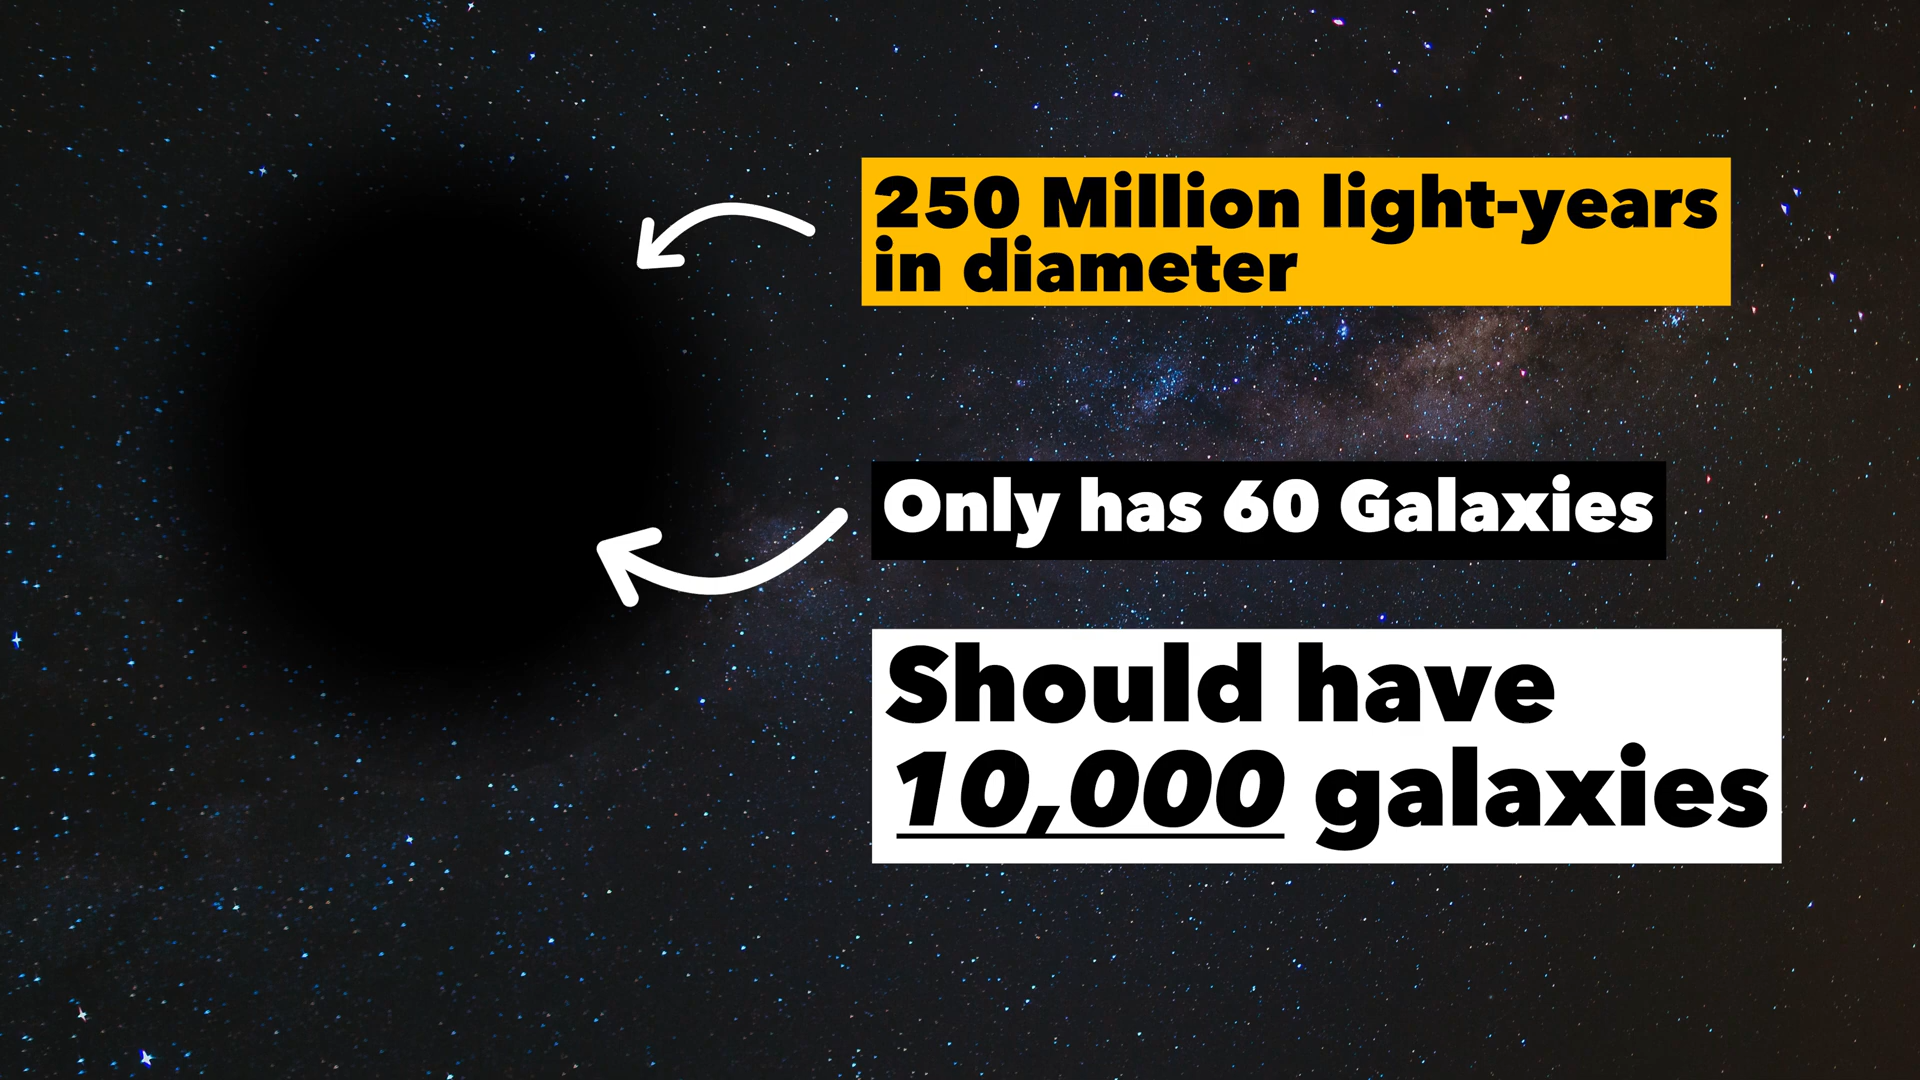 250 Million light-years
in diameter
Only has 60 Galaxies
Should have
10,000 galaxies